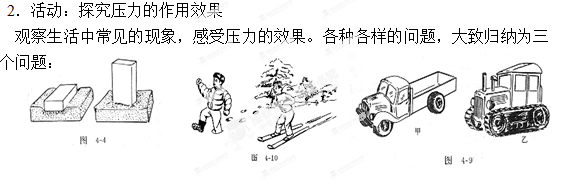 2．活动：探究压力的作用效果
观察生活中常见的现象，感受压力的效果。各种各样的问题，大致归纳为三
个问题：
甲
乙
图 4-4
图 4-10
图 4-9